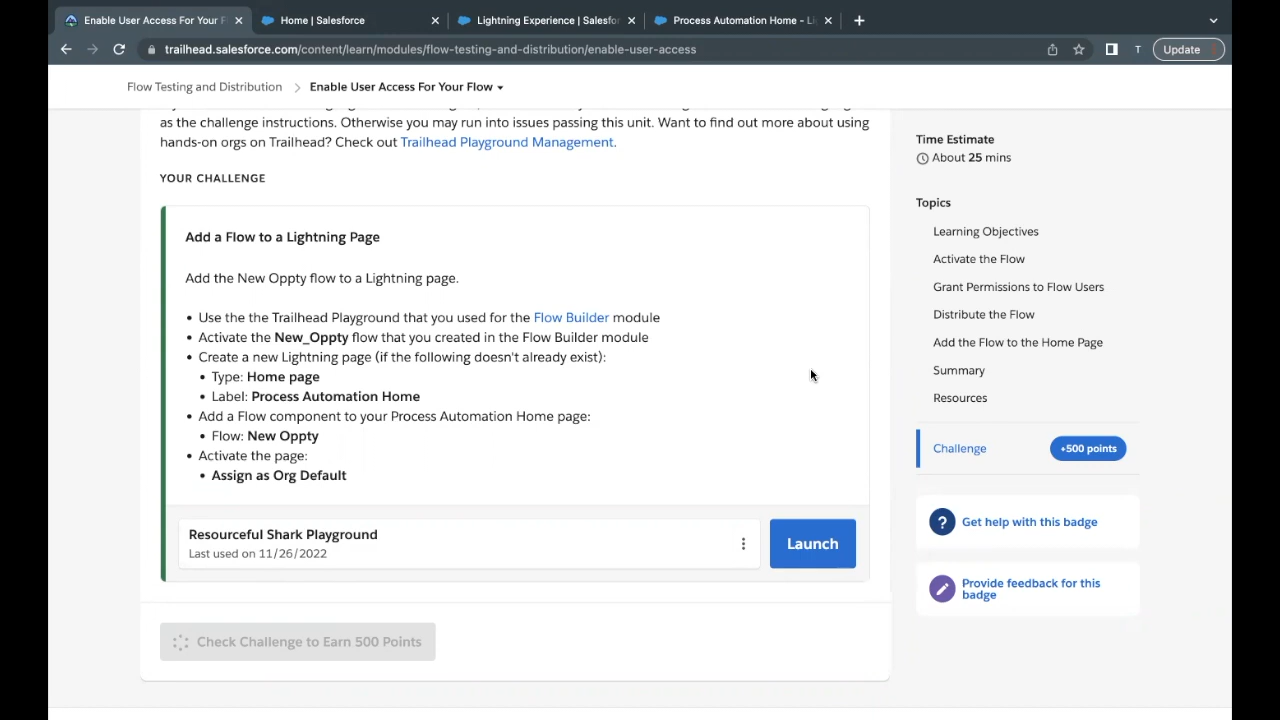 Enable User Access For Your F
Home | Salesforce
Lightning Experience | Salesfor
Process Automation Home - Li
trailhead.salesforce.com/content/learn/modules/flow-testing-and-distribution/enable-user-access
T
Update
Flow Testing and Distribution
Enable User Access For Your Flow
as the challenge instructions. Otherwise you may run into issues passing this unit. Want to find out more about using
hands-on orgs on Trailhead? Check out Trailhead Playground Management.
YOUR CHALLENGE
Add a Flow to a Lightning Page
Add the New Oppty flow to a Lightning page.
• Use the the Trailhead Playground that you used for the Flow Builder module
• Activate the New_Oppty flow that you created in the Flow Builder module
• Create a new Lightning page (if the following doesn't already exist):
• Type: Home page
• Label: Process Automation Home
• Add a Flow component to your Process Automation Home page:
• Flow: New Oppty
• Activate the page:
• Assign as Org Default
Resourceful Shark Playground
Last used on 11/26/2022
Launch
Check Challenge to Earn 500 Points
Time Estimate
About 25 mins
Topics
Learning Objectives
Activate the Flow
Grant Permissions to Flow Users
Distribute the Flow
Add the Flow to the Home Page
Summary
Resources
Challenge
+500 points
? Get help with this badge
Provide feedback for this
badge